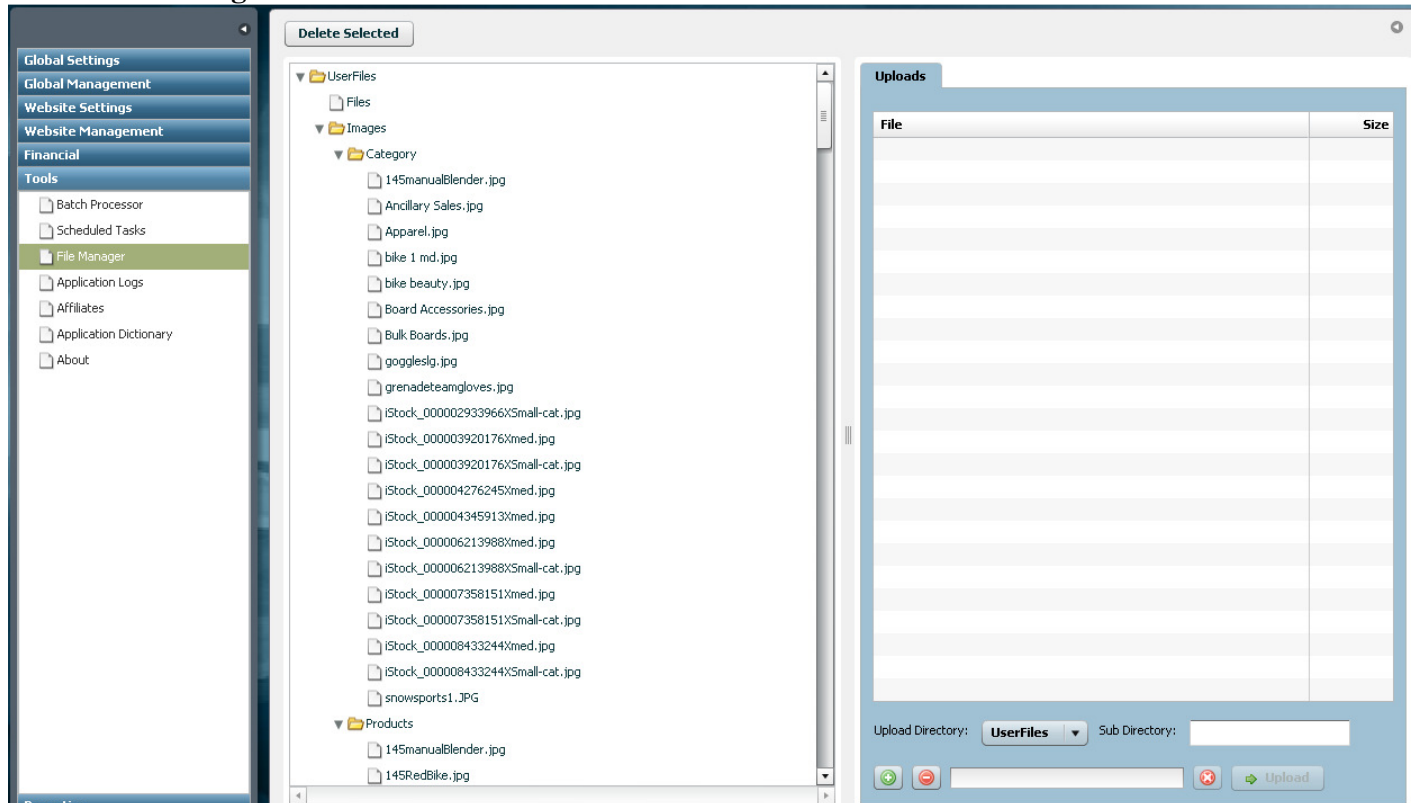 Delete Selected
Global Settings
Global Management
Website Settings
Website Management
Financial
Tools
Batch Processor
Scheduled Tasks
File Manager
Application Logs
Affiliates
Application Dictionary
About
UserFiles
Files
Images
Category
145manualBlender.jpg
Ancillary Sales.jpg
Apparel.jpg
bike 1 md.jpg
bike beauty.jpg
Board Accessories.jpg
Bulk Boards.jpg
goggleslg.jpg
grenadeteamgloves.jpg
iStock_000002933966XSmall-cat.jpg
iStock_000003920176Xmed.jpg
iStock_000003920176XSmall-cat.jpg
iStock_000004276245Xmed.jpg
iStock_000004345913Xmed.jpg
iStock_000006213988Xmed.jpg
iStock_000006213988XSmall-cat.jpg
iStock_000007358151Xmed.jpg
iStock_000007358151XSmall-cat.jpg
iStock_000008433244Xmed.jpg
iStock_000008433244XSmall-cat.jpg
snowsports1.JPG
Products
145manualBlender.jpg
145RedBike.jpg
Uploads
File Size
Upload Directory: UserFiles Sub Directory:
Upload